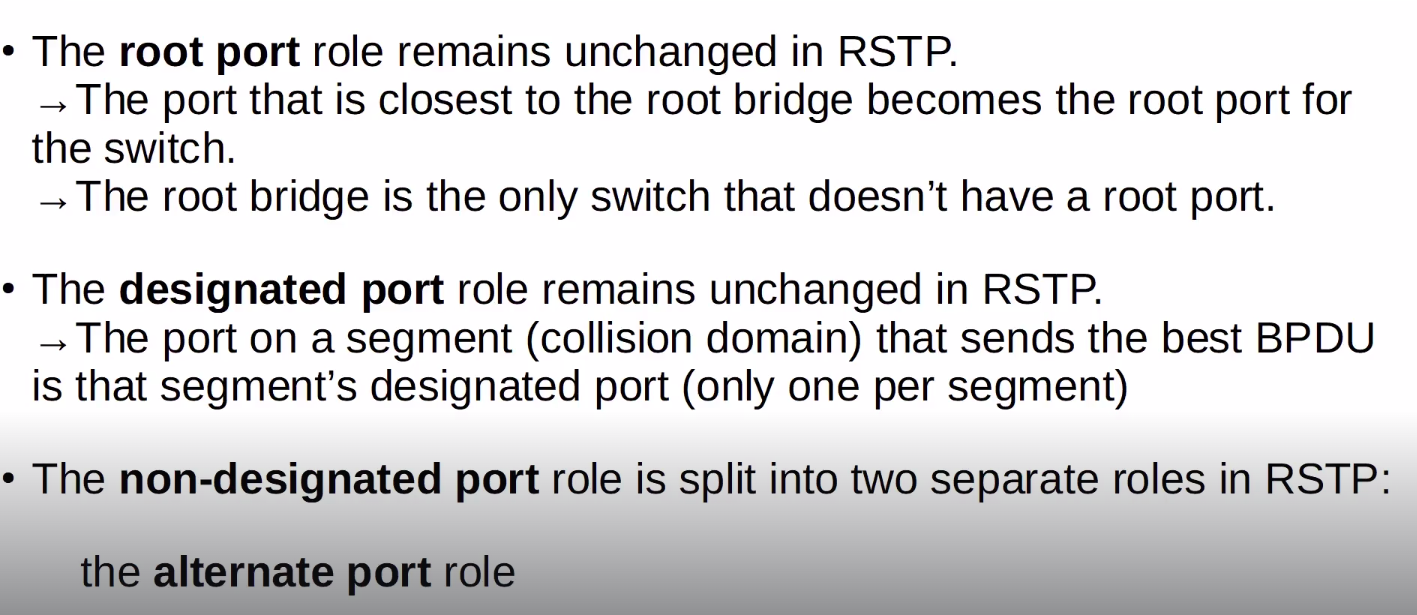 • The root port role remains unchanged in RSTP.
→The port that is closest to the root bridge becomes the root port for
the switch.
→The root bridge is the only switch that doesn’t have a root port.
• The designated port role remains unchanged in RSTP.
→The port on a segment (collision domain) that sends the best BPDU
is that segment’s designated port (only one per segment)
• The non-designated port role is split into two separate roles in RSTP:
the alternate port role